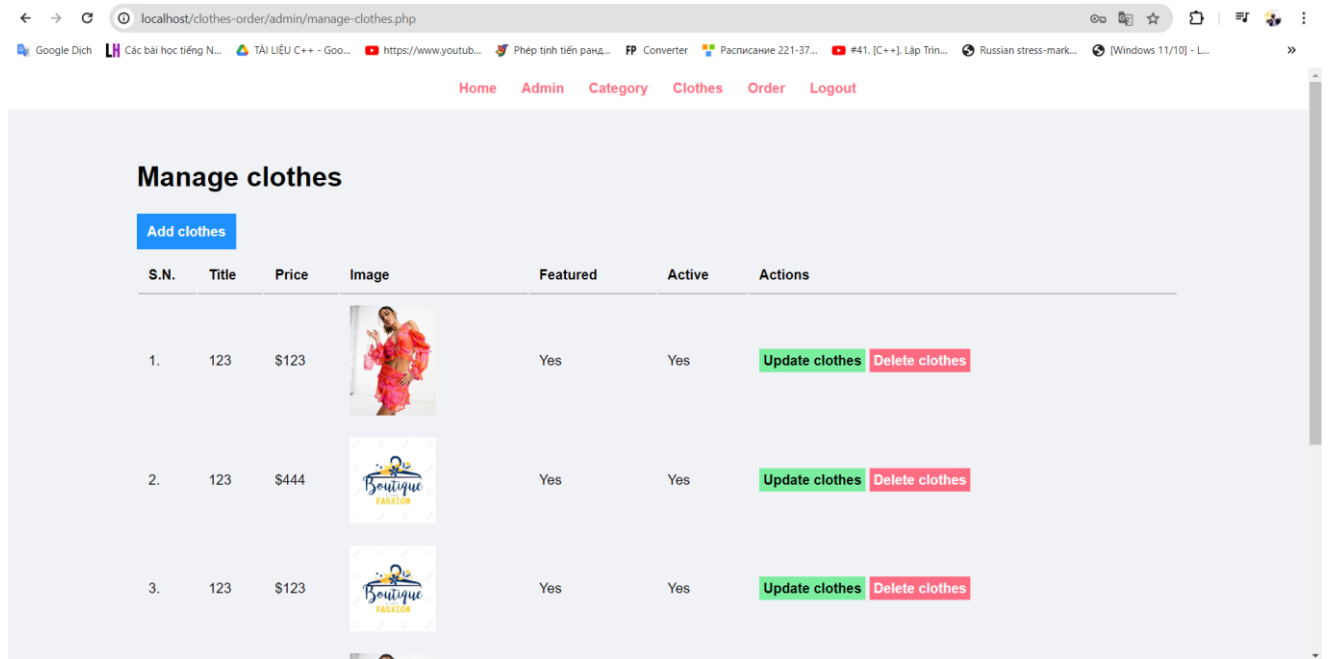 localhost/clothes-order/admin/manage-clothes.php
Google Dịch LH Các bài học tiếng N... TÀI LIỆU C++ - Goo... https://www.youtub... Phép tịnh tiến ранд... FP Converter Расписание 221-37... #41. [C++]. Lập Trìn... Russian stress-mark... [Windows 11/10] - L... »
Home Admin Category Clothes Order Logout
Manage clothes
Add clothes
S.N. Title Price Image Featured Active Actions
1. 123 $123 Yes Yes Update clothes Delete clothes
Boutique
FASHION
2. 123 $444 Yes Yes Update clothes Delete clothes
Boutique
FASHION
3. 123 $123 Yes Yes Update clothes Delete clothes